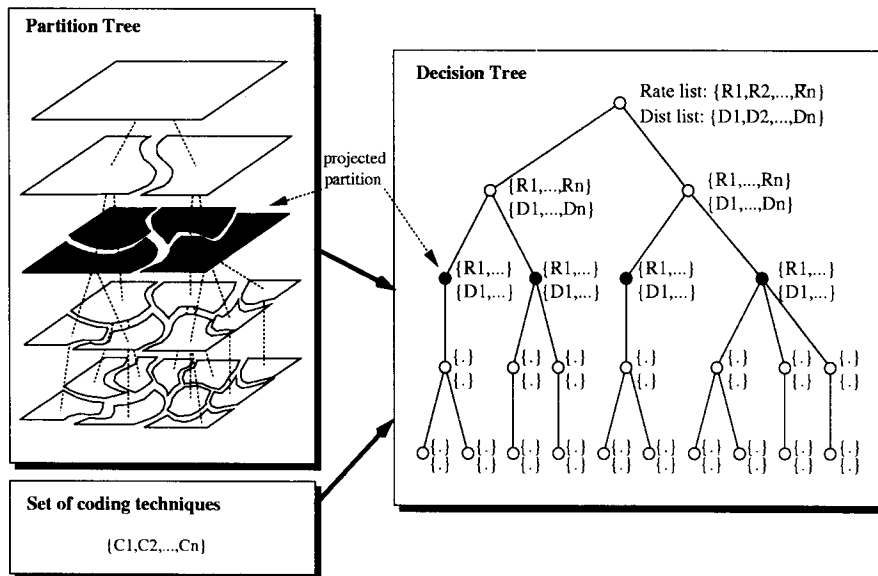 Partition Tree
projected
partition
Set of coding techniques
{C1,C2,...,Cn}
Decision Tree
Rate list: {R1,R2,...,Rn}
Dist list: {D1,D2,...,Dn}
{R1,...,Rn}
{D1,...,Dn}
{R1,...,Rn}
{D1,...,Dn}
{R1,...}
{D1,...}
{R1,...}
{D1,...}
{R1,...}
{D1,...}
{R1,...}
{D1,...}
{.} {.} {.} {.} {.} {.} {.}
{.} {.} {.} {.} {.} {.} {.}
{.} {.} {.} {.} {.} {.} {.} {.} {.} {.}
{.} {.} {.} {.} {.} {.} {.} {.} {.} {.}